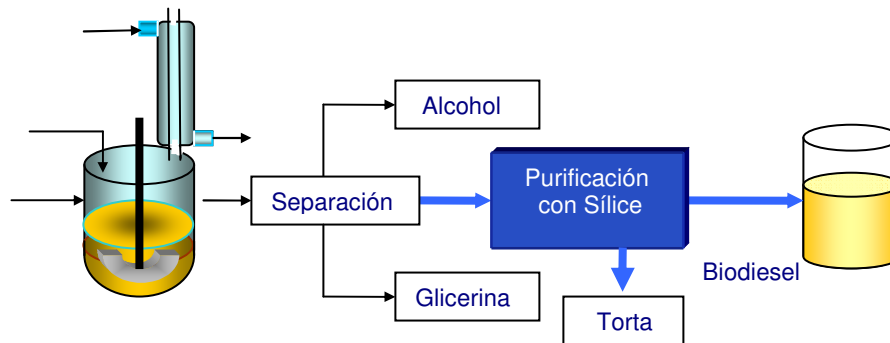 Alcohol
Separación
Purificación
con Sílice
Biodiesel
Glicerina
Torta